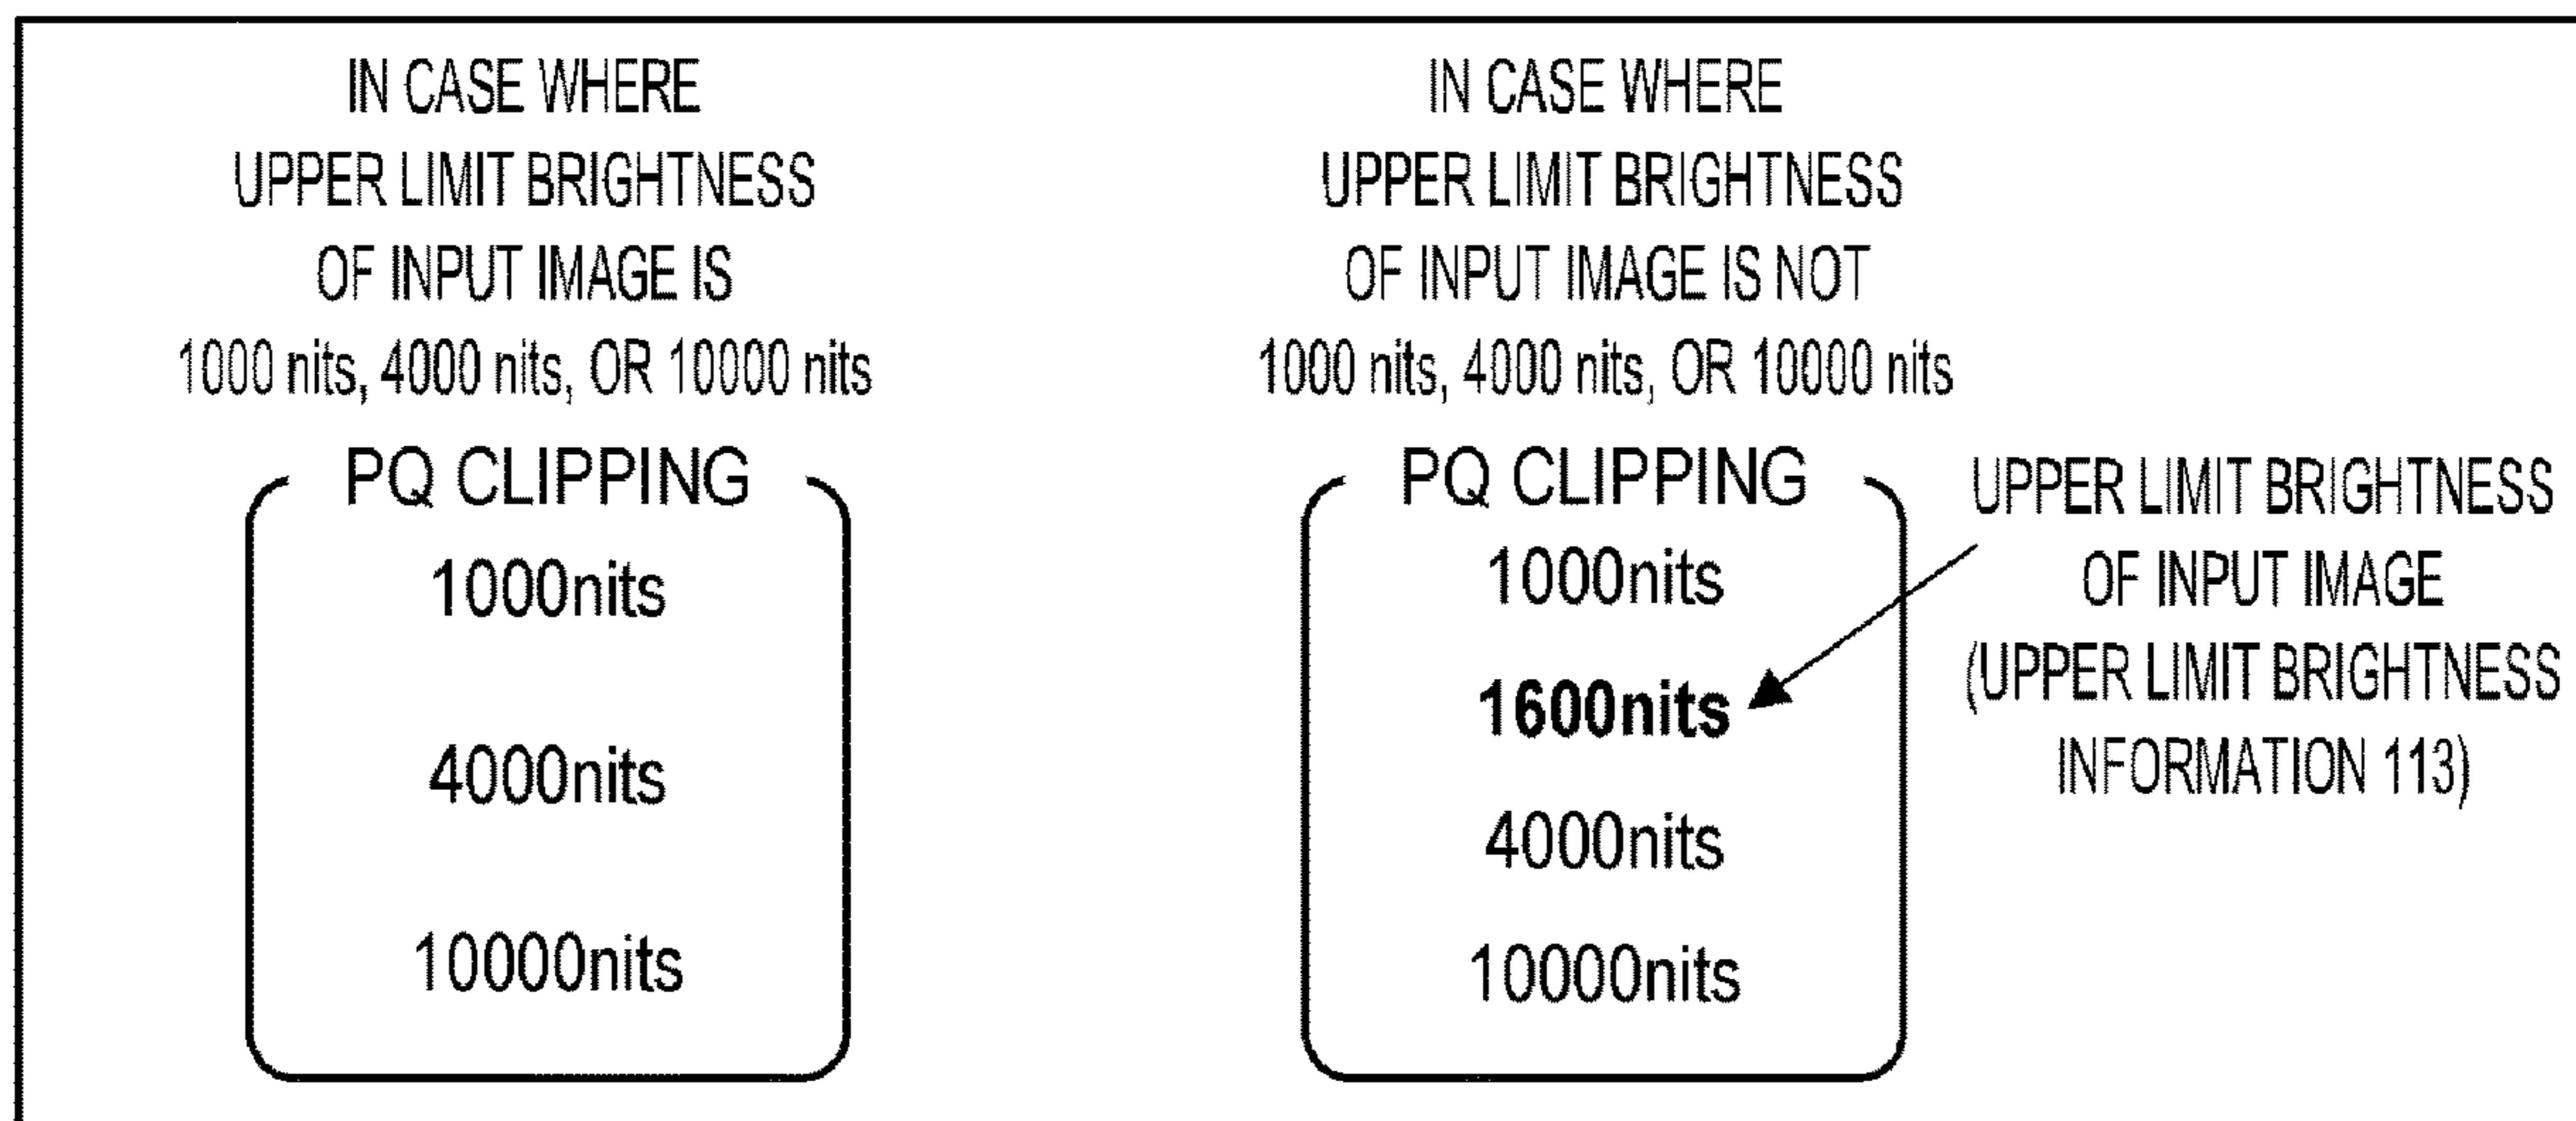 IN CASE WHERE
UPPER LIMIT BRIGHTNESS
OF INPUT IMAGE IS
1000 nits, 4000 nits, OR 10000 nits
PQ CLIPPING
1000nits
4000nits
10000nits
IN CASE WHERE
UPPER LIMIT BRIGHTNESS
OF INPUT IMAGE IS NOT
1000 nits, 4000 nits, OR 10000 nits
PQ CLIPPING
1000nits
1600nits
4000nits
10000nits
UPPER LIMIT BRIGHTNESS
OF INPUT IMAGE
(UPPER LIMIT BRIGHTNESS
INFORMATION 113)